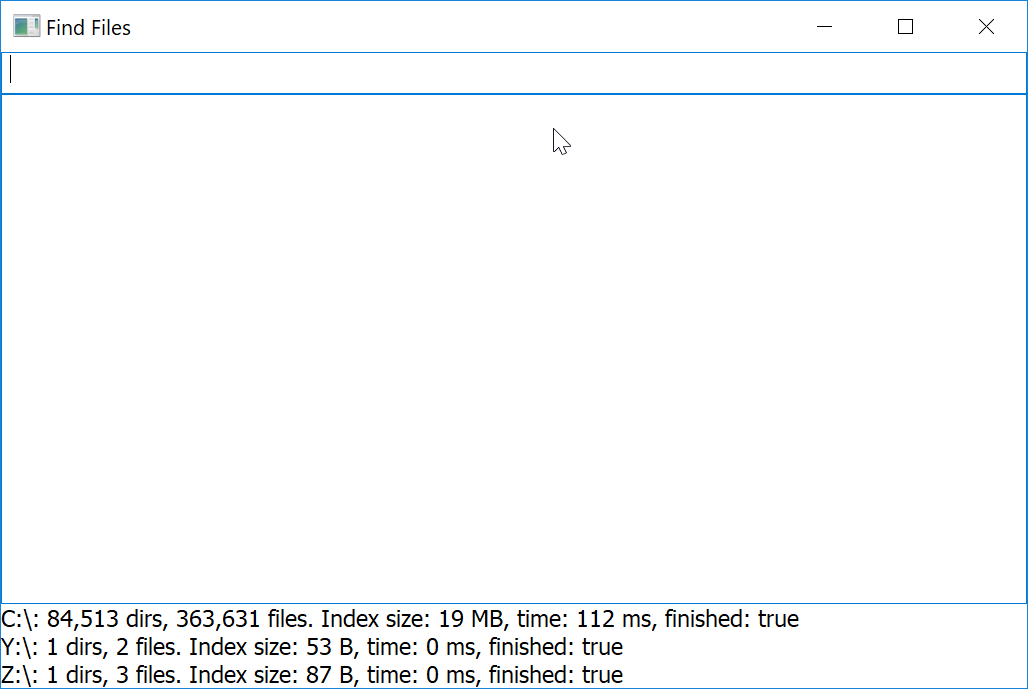 Find Files
C:\: 84,513 dirs, 363,631 files. Index size: 19 MB, time: 112 ms, finished: true
Y:\: 1 dirs, 2 files. Index size: 53 B, time: 0 ms, finished: true
Z:\: 1 dirs, 3 files. Index size: 87 B, time: 0 ms, finished: true